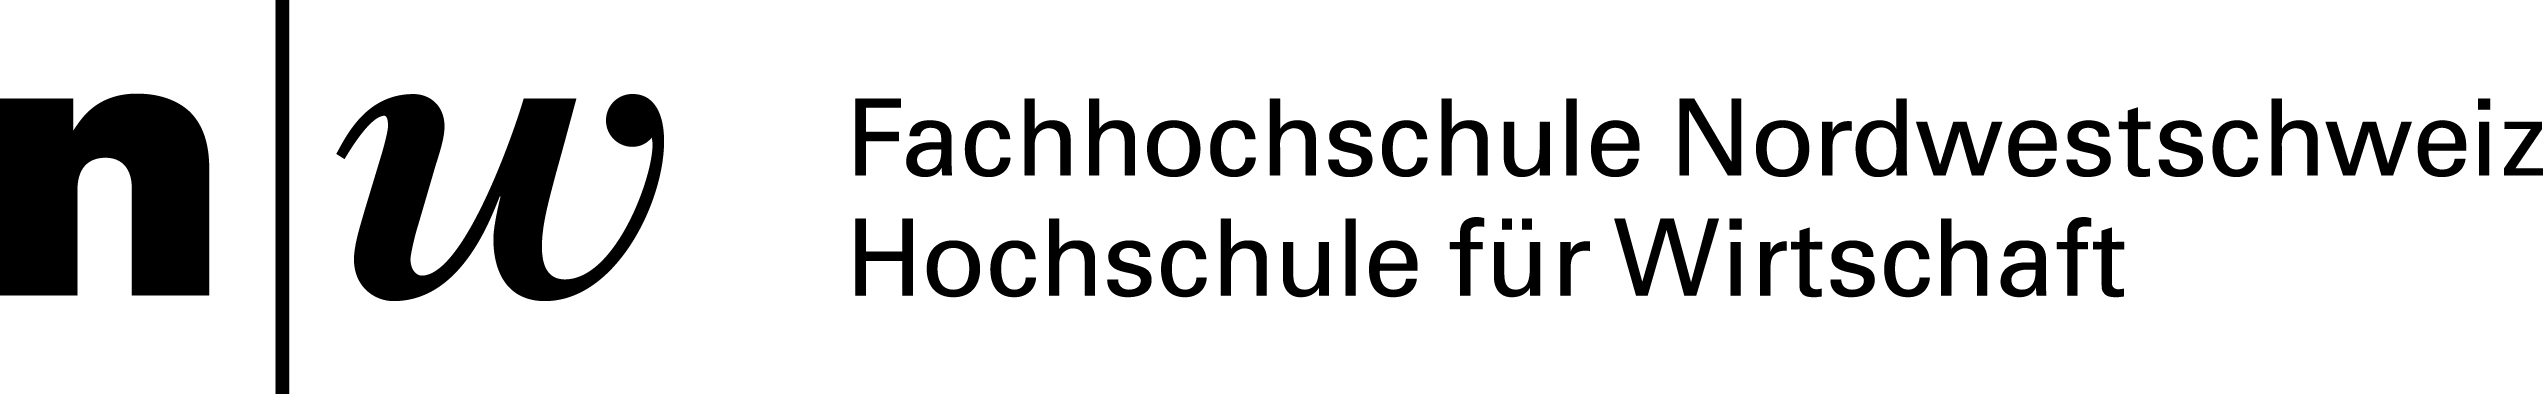 n|w
Fachhochschule Nordwestschweiz
Hochschule für Wirtschaft